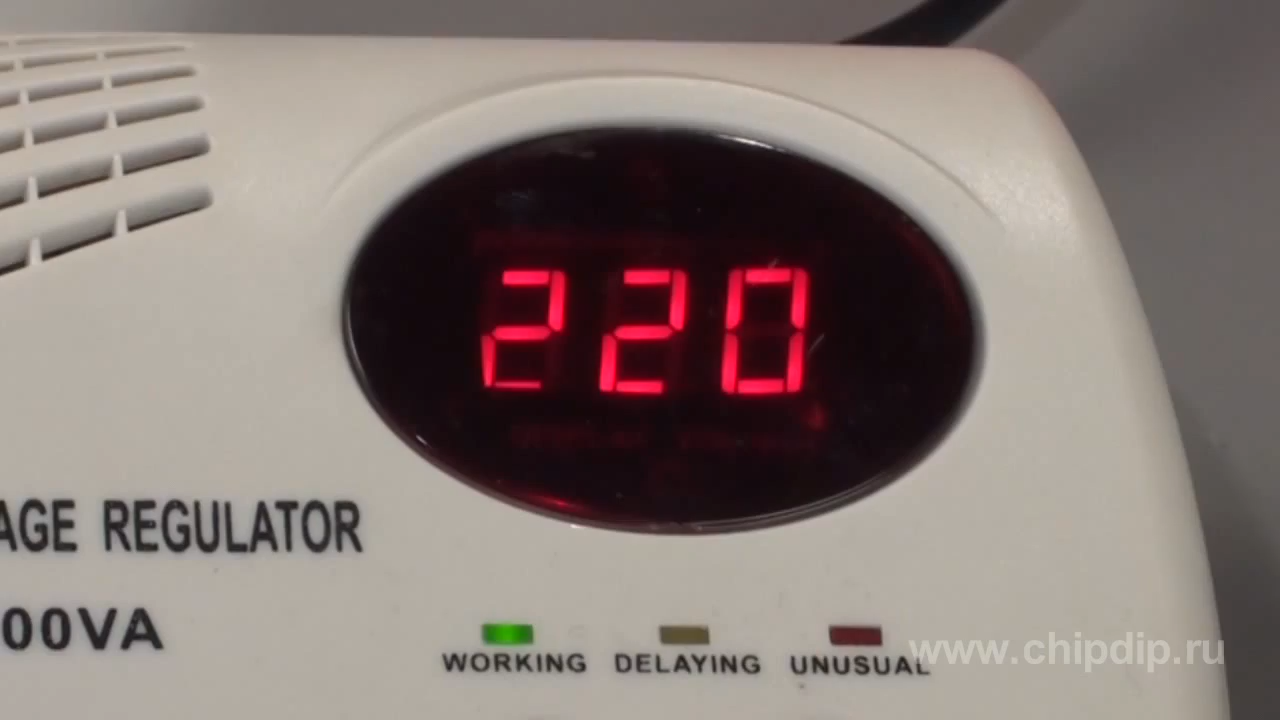 220
AGE REGULATOR
00VA
WORKING DELAYING UNUSUAL
www.chipdip.ru